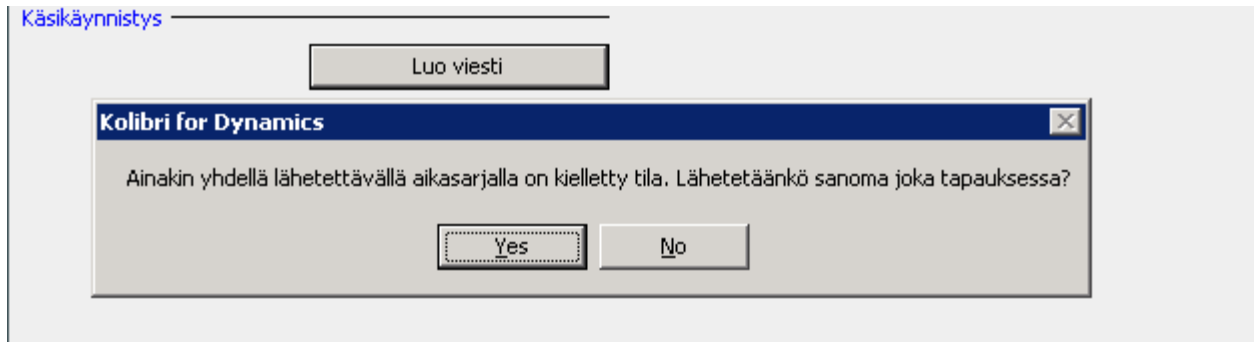 Käsikäynnistys
Luo viesti
Kolibri for Dynamics
Ainakin yhdellä lähetettävällä aikasarjalla on kielletty tila. Lähetetäänkö sanoma joka tapauksessa?
Yes No